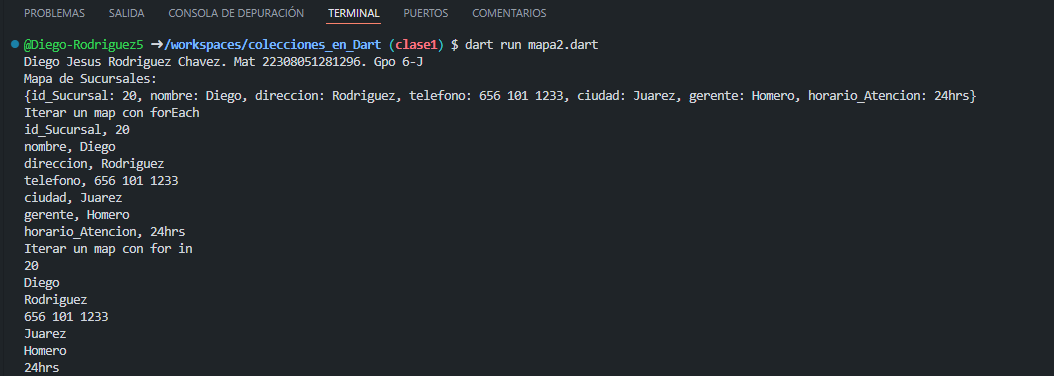 PROBLEMAS SALIDA CONSOLA DE DEPURACIÓN TERMINAL PUERTOS COMENTARIOS
@Diego-Rodriguez5 ➜/workspaces/colecciones_en_Dart (clase1) $ dart run mapa2.dart
Diego Jesus Rodriguez Chavez. Mat 22308051281296. Gpo 6-J
Mapa de Sucursales:
{id_Sucursal: 20, nombre: Diego, direccion: Rodriguez, telefono: 656 101 1233, ciudad: Juarez, gerente: Homero, horario_Atencion: 24hrs}
Iterar un map con forEach
id_Sucursal, 20
nombre, Diego
direccion, Rodriguez
telefono, 656 101 1233
ciudad, Juarez
gerente, Homero
horario_Atencion, 24hrs
Iterar un map con for in
20
Diego
Rodriguez
656 101 1233
Juarez
Homero
24hrs